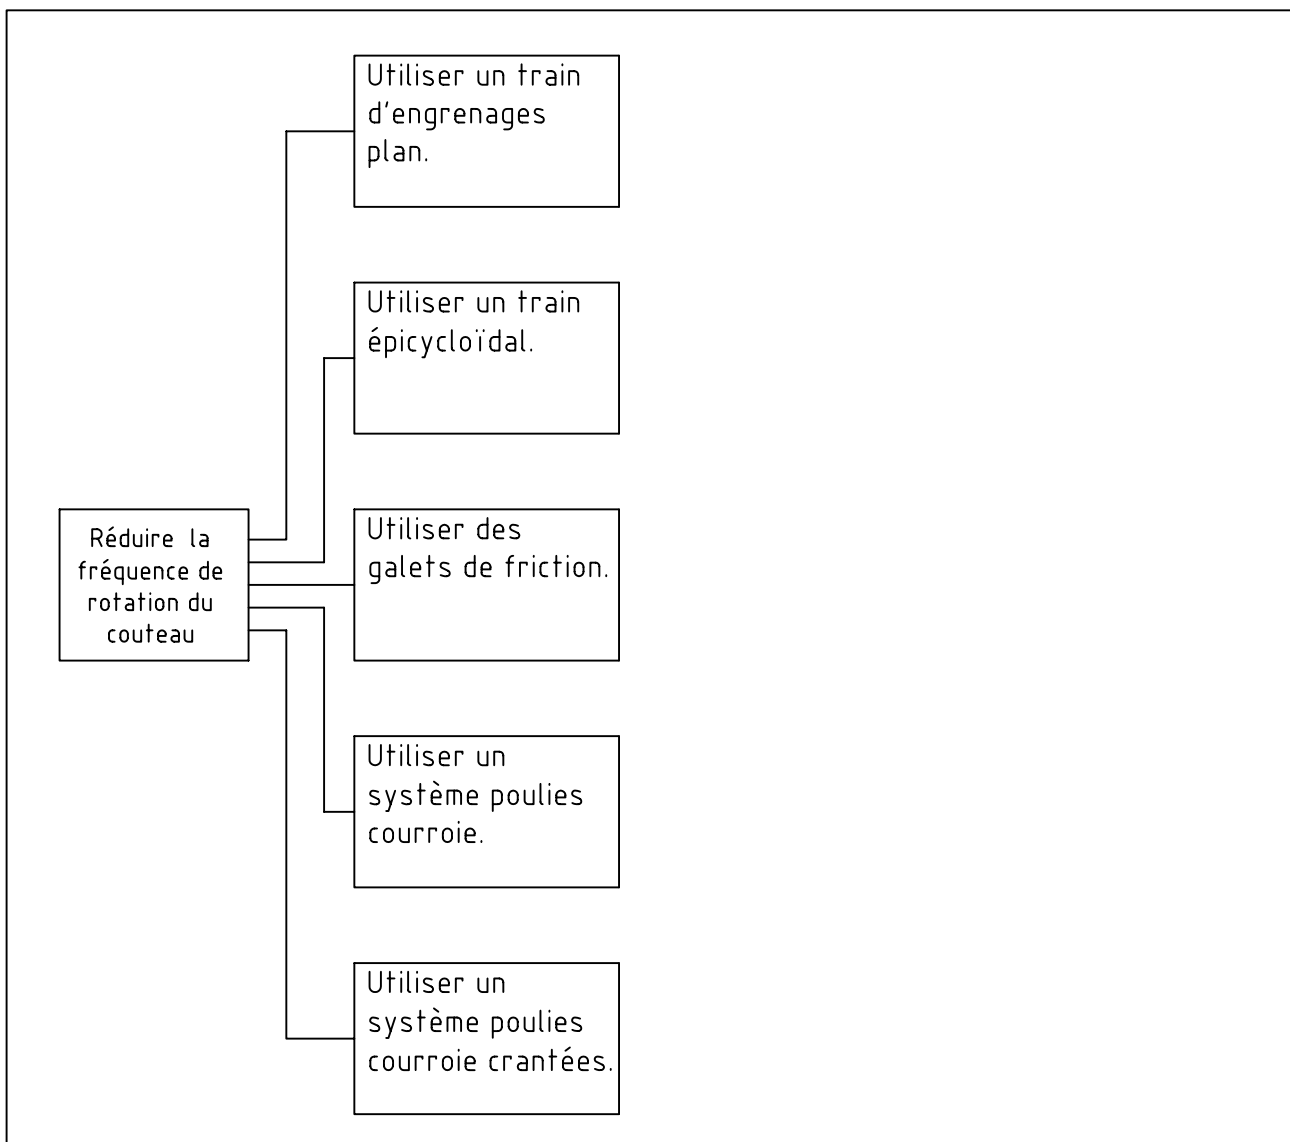 Utiliser un train
d'engrenages
plan.
Utiliser un train
épicycloïdal.
Réduire la
fréquence de
rotation du
couteau
Utiliser des
galets de friction.
Utiliser un
système poulies
courroie.
Utiliser un
système poulies
courroie crantées.